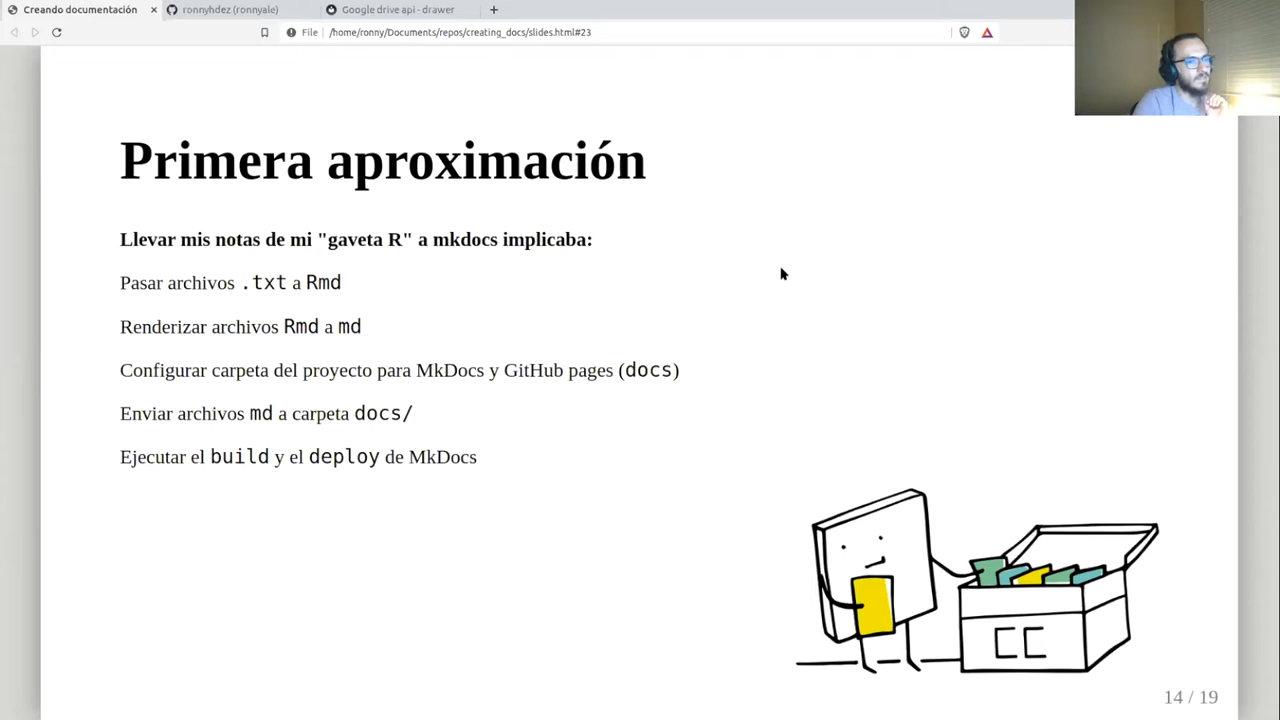 Creando documentación
ronnyhdez (ronnyale)
Google drive api - drawer
File
/home/ronny/Documents/repos/creating_docs/slides.html#23
Primera aproximación
Llevar mis notas de mi "gaveta R" a mkdocs implicaba:
Pasar archivos .txt a Rmd
Renderizar archivos Rmd a md
Configurar carpeta del proyecto para MkDocs y GitHub pages (docs)
Enviar archivos md a carpeta docs/
Ejecutar el build y el deploy de MkDocs
CC
14 / 19